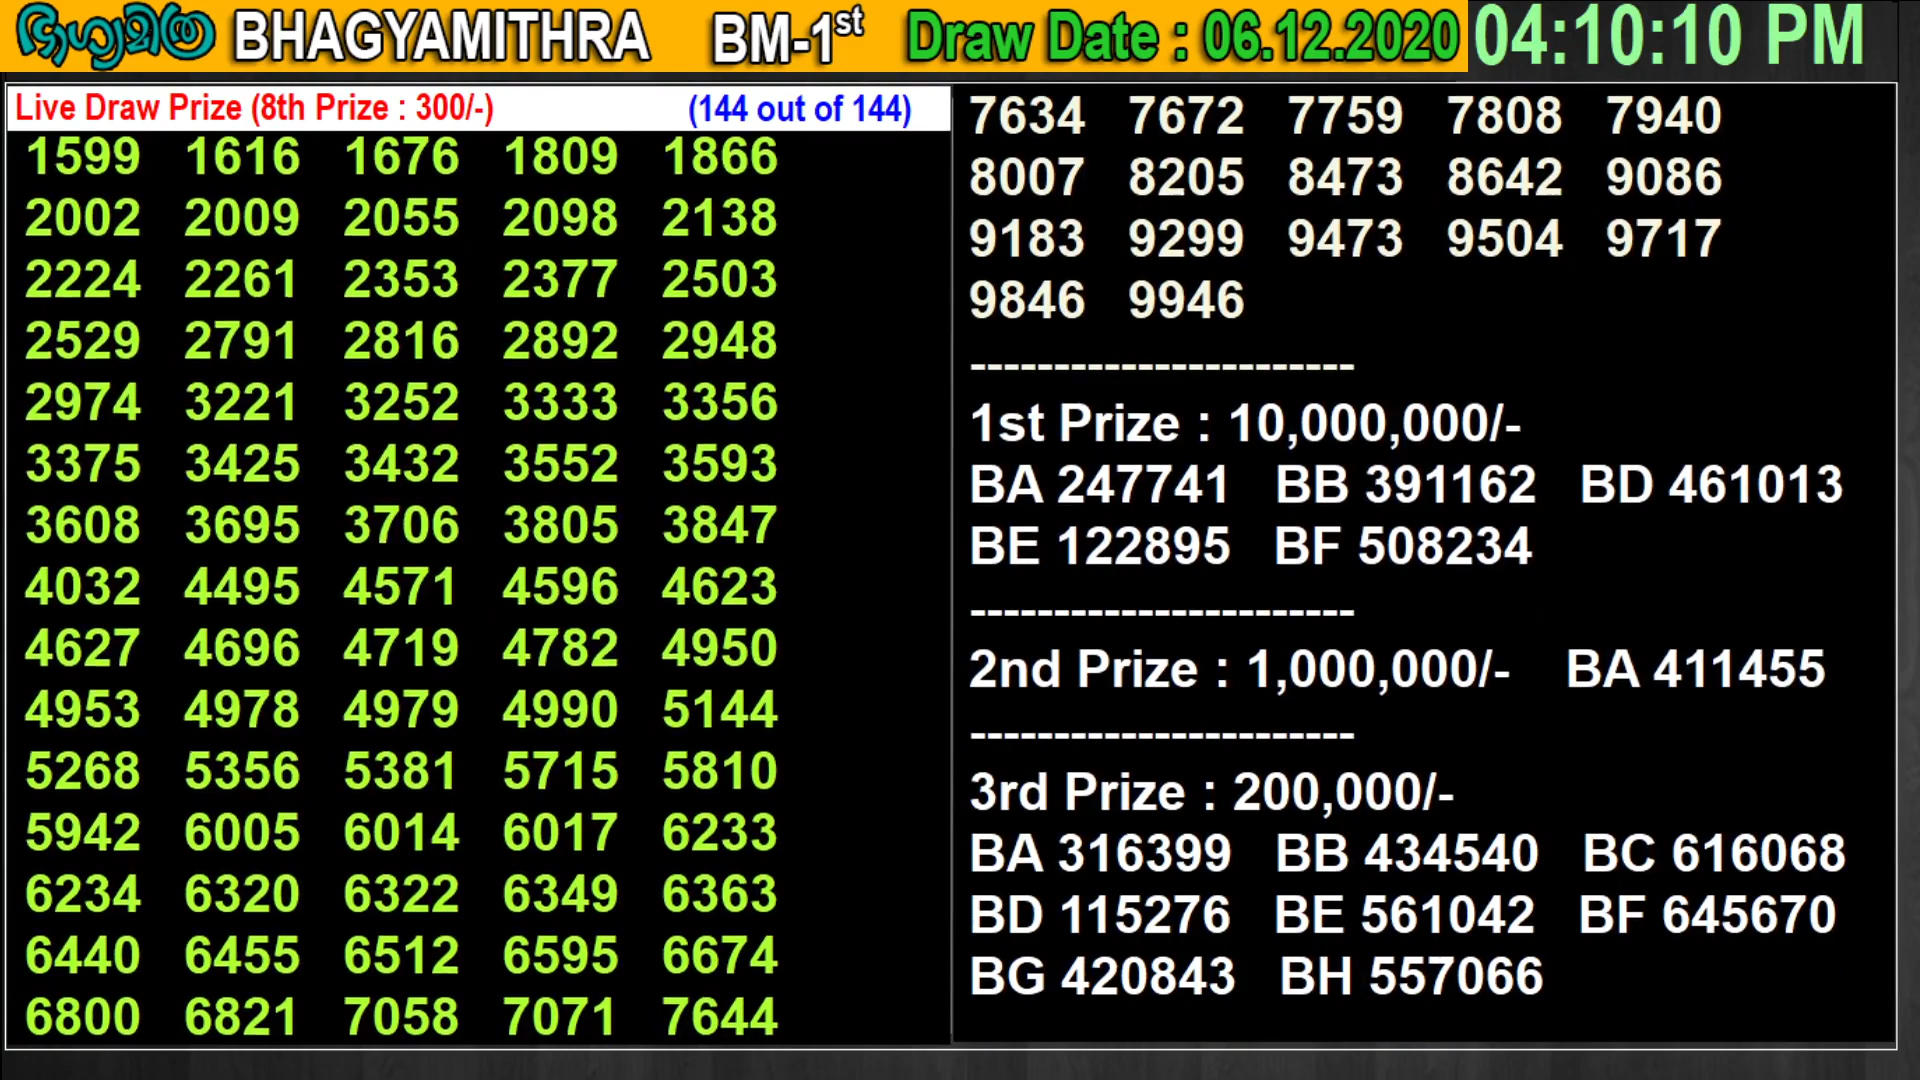 ഭാഗ്യമിത്ര BHAGYAMITHRA BM-1st Draw Date : 06.12.2020 04:10:10 PM
Live Draw Prize (8th Prize : 300/-) (144 out of 144)
1599 1616 1676 1809 1866
2002 2009 2055 2098 2138
2224 2261 2353 2377 2503
2529 2791 2816 2892 2948
2974 3221 3252 3333 3356
3375 3425 3432 3552 3593
3608 3695 3706 3805 3847
4032 4495 4571 4596 4623
4627 4696 4719 4782 4950
4953 4978 4979 4990 5144
5268 5356 5381 5715 5810
5942 6005 6014 6017 6233
6234 6320 6322 6349 6363
6440 6455 6512 6595 6674
6800 6821 7058 7071 7644
7634 7672 7759 7808 7940
8007 8205 8473 8642 9086
9183 9299 9473 9504 9717
9846 9946
-----------------------
1st Prize : 10,000,000/-
BA 247741 BB 391162 BD 461013
BE 122895 BF 508234
-----------------------
2nd Prize : 1,000,000/- BA 411455
-----------------------
3rd Prize : 200,000/-
BA 316399 BB 434540 BC 616068
BD 115276 BE 561042 BF 645670
BG 420843 BH 557066